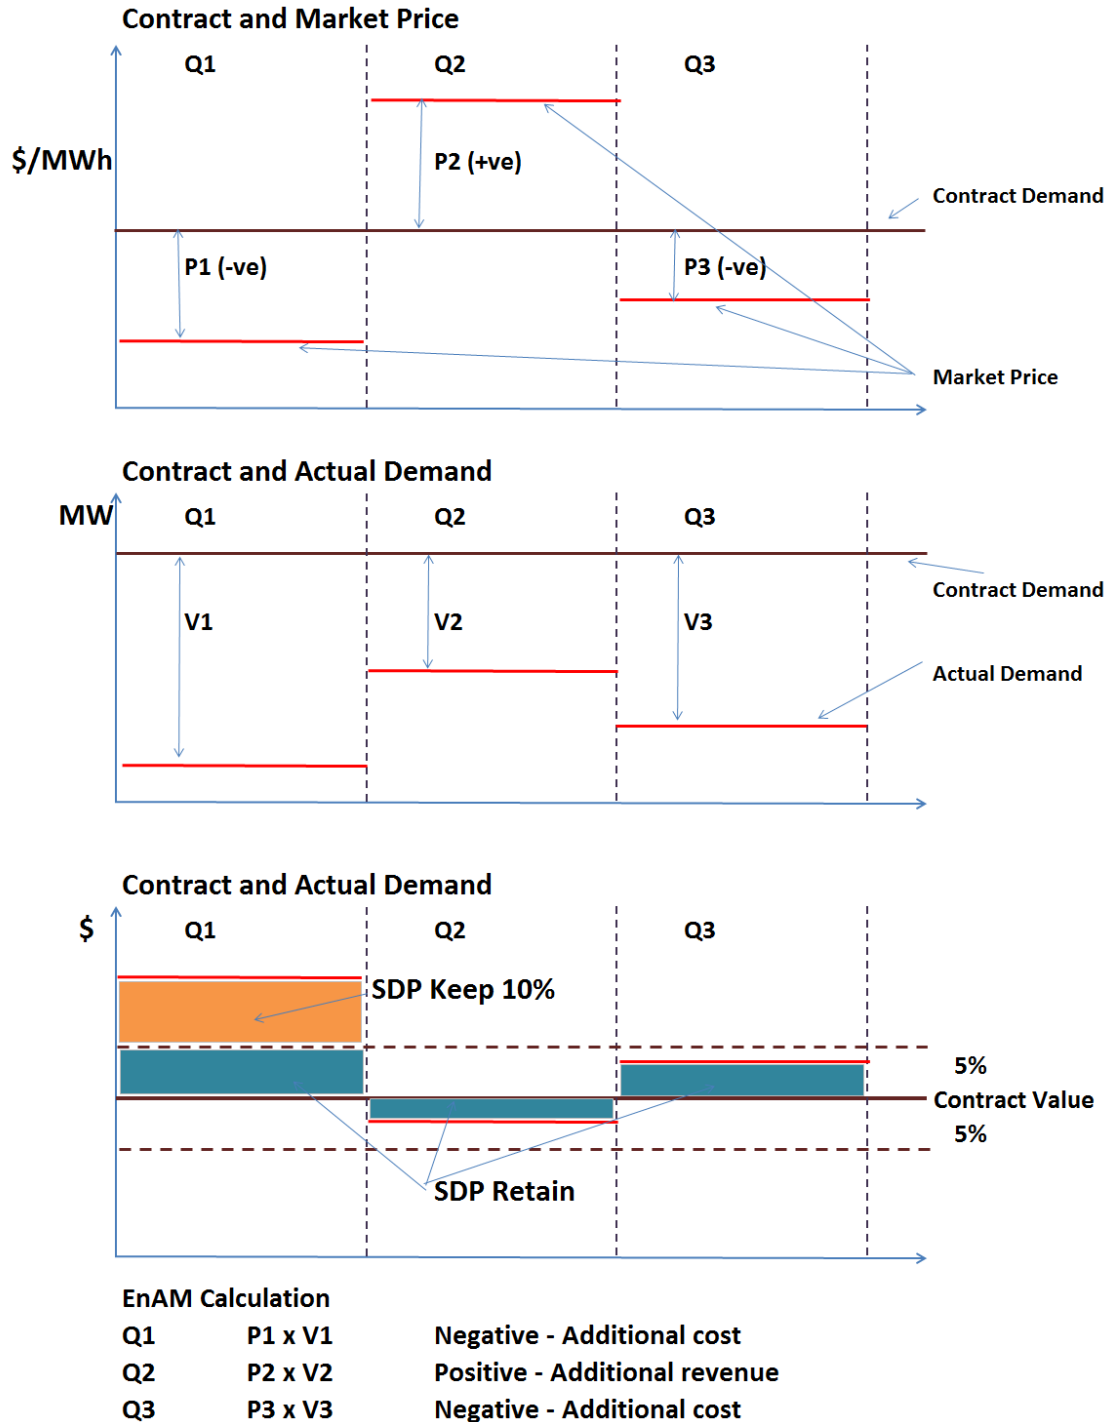 Contract and Market Price
Q1 Q2 Q3
$/MWh
P2 (+ve)
Contract Demand
P1 (-ve) P3 (-ve)
Market Price
Contract and Actual Demand
MW Q1 Q2 Q3
Contract Demand
V1 V2 V3
Actual Demand
Contract and Actual Demand
$ Q1 Q2 Q3
SDP Keep 10%
5%
Contract Value
5%
SDP Retain
EnAM Calculation
Q1 P1 x V1 Negative - Additional cost
Q2 P2 x V2 Positive - Additional revenue
Q3 P3 x V3 Negative - Additional cost